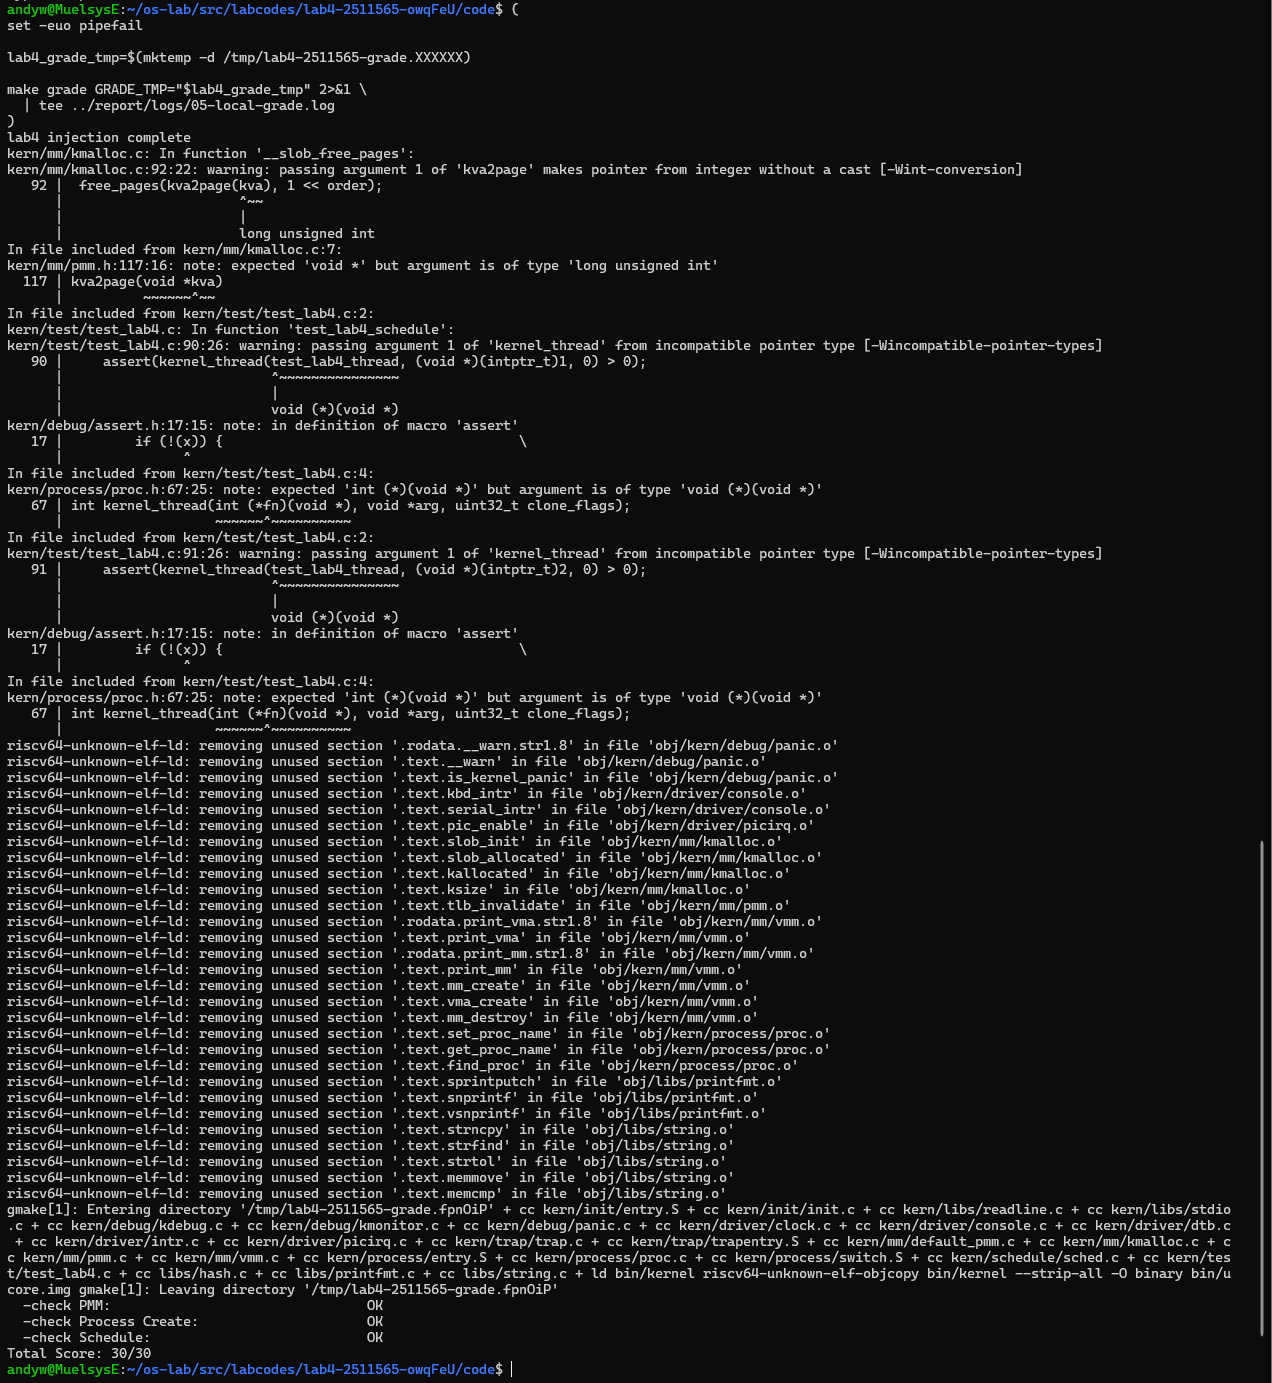 andyw@MuelsysE:~/os-lab/src/labcodes/lab4-2511565-owqFeU/code$ (
set -euo pipefail

lab4_grade_tmp=$(mktemp -d /tmp/lab4-2511565-grade.XXXXXX)

make grade GRADE_TMP="$lab4_grade_tmp" 2>&1 \
  | tee ../report/logs/05-local-grade.log
)
lab4 injection complete
kern/mm/kmalloc.c: In function '__slob_free_pages':
kern/mm/kmalloc.c:92:22: warning: passing argument 1 of 'kva2page' makes pointer from integer without a cast [-Wint-conversion]
   92 |  free_pages(kva2page(kva), 1 << order);
      |                      ^~~
      |                      |
      |                      long unsigned int
In file included from kern/mm/kmalloc.c:7:
kern/mm/pmm.h:117:16: note: expected 'void *' but argument is of type 'long unsigned int'
  117 | kva2page(void *kva)
      |          ~~~~~~^~~
In file included from kern/test/test_lab4.c:2:
kern/test/test_lab4.c: In function 'test_lab4_schedule':
kern/test/test_lab4.c:90:26: warning: passing argument 1 of 'kernel_thread' from incompatible pointer type [-Wincompatible-pointer-types]
   90 |     assert(kernel_thread(test_lab4_thread, (void *)(intptr_t)1, 0) > 0);
      |                          ^~~~~~~~~~~~~~~~
      |                          |
      |                          void (*)(void *)
kern/debug/assert.h:17:15: note: in definition of macro 'assert'
   17 |         if (!(x)) {                                     \
      |               ^
In file included from kern/test/test_lab4.c:4:
kern/process/proc.h:67:25: note: expected 'int (*)(void *)' but argument is of type 'void (*)(void *)'
   67 | int kernel_thread(int (*fn)(void *), void *arg, uint32_t clone_flags);
      |                   ~~~~~~^~~~~~~~~~~
In file included from kern/test/test_lab4.c:2:
kern/test/test_lab4.c:91:26: warning: passing argument 1 of 'kernel_thread' from incompatible pointer type [-Wincompatible-pointer-types]
   91 |     assert(kernel_thread(test_lab4_thread, (void *)(intptr_t)2, 0) > 0);
      |                          ^~~~~~~~~~~~~~~~
      |                          |
      |                          void (*)(void *)
kern/debug/assert.h:17:15: note: in definition of macro 'assert'
   17 |         if (!(x)) {                                     \
      |               ^
In file included from kern/test/test_lab4.c:4:
kern/process/proc.h:67:25: note: expected 'int (*)(void *)' but argument is of type 'void (*)(void *)'
   67 | int kernel_thread(int (*fn)(void *), void *arg, uint32_t clone_flags);
      |                   ~~~~~~^~~~~~~~~~~
riscv64-unknown-elf-ld: removing unused section '.rodata.__warn.str1.8' in file 'obj/kern/debug/panic.o'
riscv64-unknown-elf-ld: removing unused section '.text.__warn' in file 'obj/kern/debug/panic.o'
riscv64-unknown-elf-ld: removing unused section '.text.is_kernel_panic' in file 'obj/kern/debug/panic.o'
riscv64-unknown-elf-ld: removing unused section '.text.kbd_intr' in file 'obj/kern/driver/console.o'
riscv64-unknown-elf-ld: removing unused section '.text.serial_intr' in file 'obj/kern/driver/console.o'
riscv64-unknown-elf-ld: removing unused section '.text.pic_enable' in file 'obj/kern/driver/picirq.o'
riscv64-unknown-elf-ld: removing unused section '.text.slob_init' in file 'obj/kern/mm/kmalloc.o'
riscv64-unknown-elf-ld: removing unused section '.text.slob_allocated' in file 'obj/kern/mm/kmalloc.o'
riscv64-unknown-elf-ld: removing unused section '.text.kallocated' in file 'obj/kern/mm/kmalloc.o'
riscv64-unknown-elf-ld: removing unused section '.text.ksize' in file 'obj/kern/mm/kmalloc.o'
riscv64-unknown-elf-ld: removing unused section '.text.tlb_invalidate' in file 'obj/kern/mm/pmm.o'
riscv64-unknown-elf-ld: removing unused section '.rodata.print_vma.str1.8' in file 'obj/kern/mm/vmm.o'
riscv64-unknown-elf-ld: removing unused section '.text.print_vma' in file 'obj/kern/mm/vmm.o'
riscv64-unknown-elf-ld: removing unused section '.rodata.print_mm.str1.8' in file 'obj/kern/mm/vmm.o'
riscv64-unknown-elf-ld: removing unused section '.text.print_mm' in file 'obj/kern/mm/vmm.o'
riscv64-unknown-elf-ld: removing unused section '.text.mm_create' in file 'obj/kern/mm/vmm.o'
riscv64-unknown-elf-ld: removing unused section '.text.vma_create' in file 'obj/kern/mm/vmm.o'
riscv64-unknown-elf-ld: removing unused section '.text.mm_destroy' in file 'obj/kern/mm/vmm.o'
riscv64-unknown-elf-ld: removing unused section '.text.set_proc_name' in file 'obj/kern/process/proc.o'
riscv64-unknown-elf-ld: removing unused section '.text.get_proc_name' in file 'obj/kern/process/proc.o'
riscv64-unknown-elf-ld: removing unused section '.text.find_proc' in file 'obj/kern/process/proc.o'
riscv64-unknown-elf-ld: removing unused section '.text.sprintputch' in file 'obj/libs/printfmt.o'
riscv64-unknown-elf-ld: removing unused section '.text.snprintf' in file 'obj/libs/printfmt.o'
riscv64-unknown-elf-ld: removing unused section '.text.vsnprintf' in file 'obj/libs/printfmt.o'
riscv64-unknown-elf-ld: removing unused section '.text.strncpy' in file 'obj/libs/string.o'
riscv64-unknown-elf-ld: removing unused section '.text.strfind' in file 'obj/libs/string.o'
riscv64-unknown-elf-ld: removing unused section '.text.strtol' in file 'obj/libs/string.o'
riscv64-unknown-elf-ld: removing unused section '.text.memmove' in file 'obj/libs/string.o'
riscv64-unknown-elf-ld: removing unused section '.text.memcmp' in file 'obj/libs/string.o'
gmake[1]: Entering directory '/tmp/lab4-2511565-grade.fpnOiP' + cc kern/init/entry.S + cc kern/init/init.c + cc kern/libs/readline.c + cc kern/libs/stdio
.c + cc kern/debug/kdebug.c + cc kern/debug/kmonitor.c + cc kern/debug/panic.c + cc kern/driver/clock.c + cc kern/driver/console.c + cc kern/driver/dtb.c
 + cc kern/driver/intr.c + cc kern/driver/picirq.c + cc kern/trap/trap.c + cc kern/trap/trapentry.S + cc kern/mm/default_pmm.c + cc kern/mm/kmalloc.c + c
c kern/mm/pmm.c + cc kern/mm/vmm.c + cc kern/process/entry.S + cc kern/process/proc.c + cc kern/process/switch.S + cc kern/schedule/sched.c + cc kern/tes
t/test_lab4.c + cc libs/hash.c + cc libs/printfmt.c + cc libs/string.c + ld bin/kernel riscv64-unknown-elf-objcopy bin/kernel --strip-all -O binary bin/u
core.img gmake[1]: Leaving directory '/tmp/lab4-2511565-grade.fpnOiP'
  -check PMM:                                OK
  -check Process Create:                     OK
  -check Schedule:                           OK
Total Score: 30/30
andyw@MuelsysE:~/os-lab/src/labcodes/lab4-2511565-owqFeU/code$